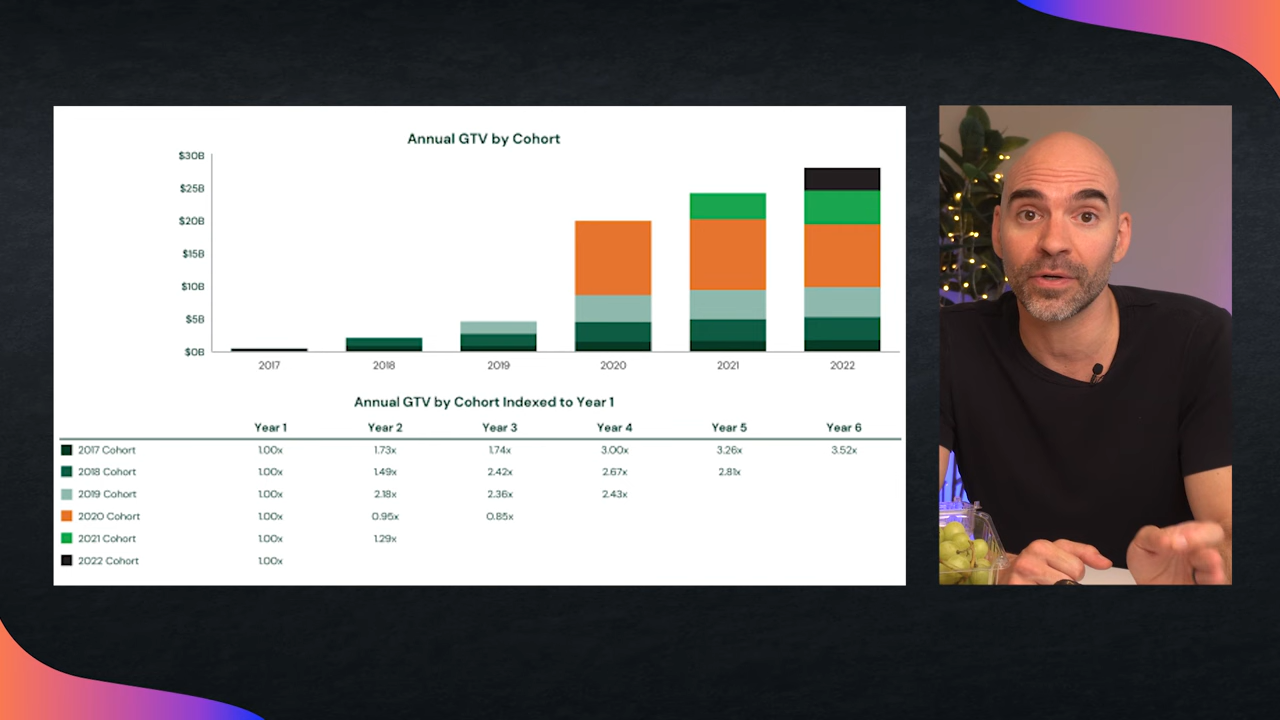 Annual GTV by Cohort
$30B
$25B
$20B
$15B
$10B
$5B
$0B
2017 2018 2019 2020 2021 2022
Annual GTV by Cohort Indexed to Year 1
Year 1 Year 2 Year 3 Year 4 Year 5 Year 6
2017 Cohort 1.00x 1.73x 1.74x 3.00x 3.26x 3.52x
2018 Cohort 1.00x 1.49x 2.42x 2.67x 2.81x
2019 Cohort 1.00x 2.18x 2.36x 2.43x
2020 Cohort 1.00x 0.95x 0.85x
2021 Cohort 1.00x 1.29x
2022 Cohort 1.00x